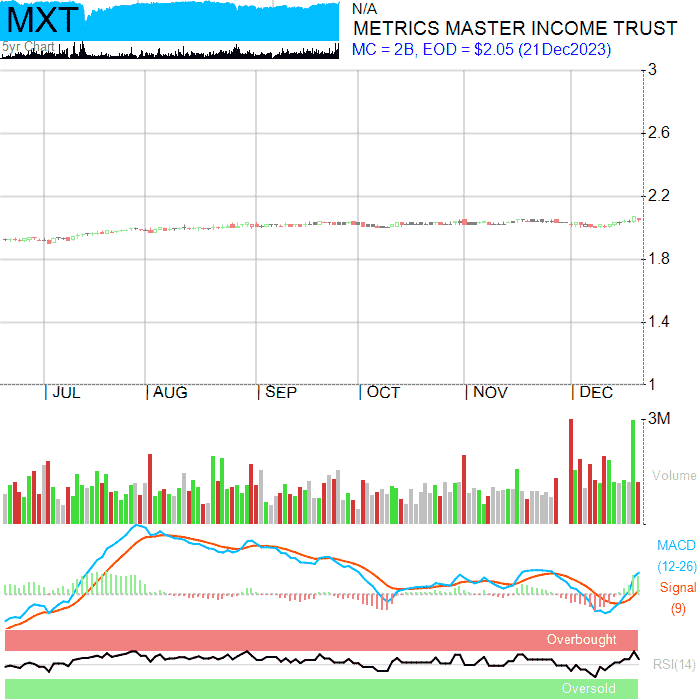 MXT
5yr Chart
N/A
METRICS MASTER INCOME TRUST
MC = 2B, EOD = $2.05 (21Dec2023)
3
2.6
2.2
1.8
1.4
1
JUL AUG SEP OCT NOV DEC
3M
Volume
MACD
(12-26)
Signal
(9)
Overbought
RSI(14)
Oversold